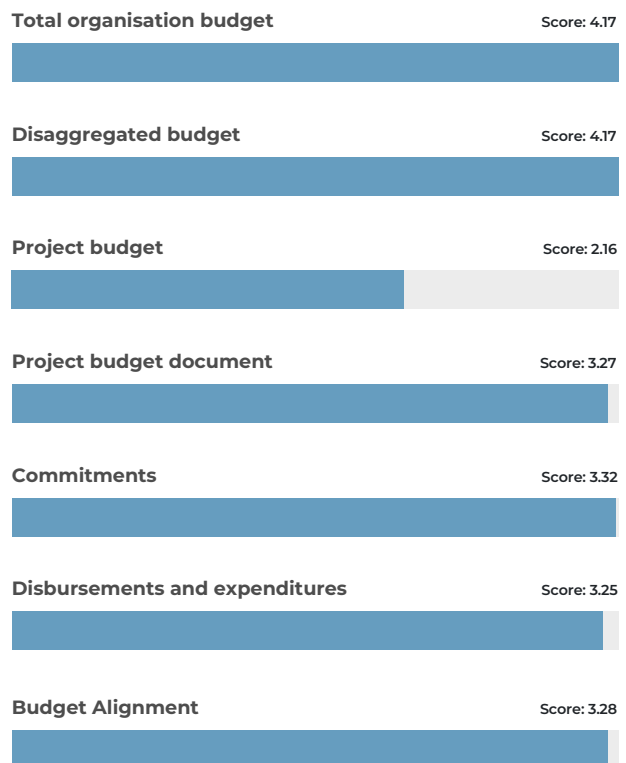 Total organisation budget Score: 4.17
Disaggregated budget Score: 4.17
Project budget Score: 2.16
Project budget document Score: 3.27
Commitments Score: 3.32
Disbursements and expenditures Score: 3.25
Budget Alignment Score: 3.28